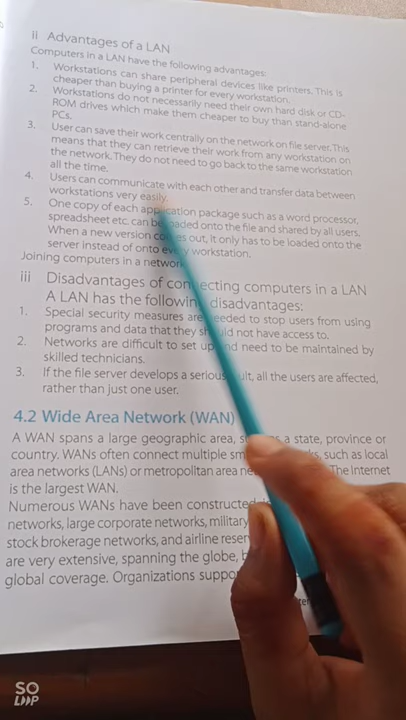 ii Advantages of a LAN
Computers in a LAN have the following advantages:
1. Workstations can share peripheral devices like printers. This is
cheaper than buying a printer for every workstation.
2. Workstations do not necessarily need their own hard disk or CD-
ROM drives which make them cheaper to buy than stand-alone
PCs.
3. User can save their work centrally on the network on file server. This
means that they can retrieve their work from any workstation on
the network. They do not need to go back to the same workstation
all the time.
4. Users can communicate with each other and transfer data between
workstations very easily.
5. One copy of each application package such as a word processor,
spreadsheet etc. can be loaded onto the file and shared by all users.
When a new version comes out, it only has to be loaded onto the
server instead of onto every workstation.
Joining computers in a network
iii Disadvantages of connecting computers in a LAN
A LAN has the following disadvantages:
1. Special security measures are needed to stop users from using
programs and data that they should not have access to.
2. Networks are difficult to set up and need to be maintained by
skilled technicians.
3. If the file server develops a serious fault, all the users are affected,
rather than just one user.
4.2 Wide Area Network (WAN)
A WAN spans a large geographic area, such as a state, province or
country. WANs often connect multiple smaller networks, such as local
area networks (LANs) or metropolitan area The Internet
is the largest WAN.
Numerous WANs have been constructed,
networks, large corporate networks, military
stock brokerage networks, and airline
are very extensive, spanning the globe,
global coverage. Organizations
SO
LOOP